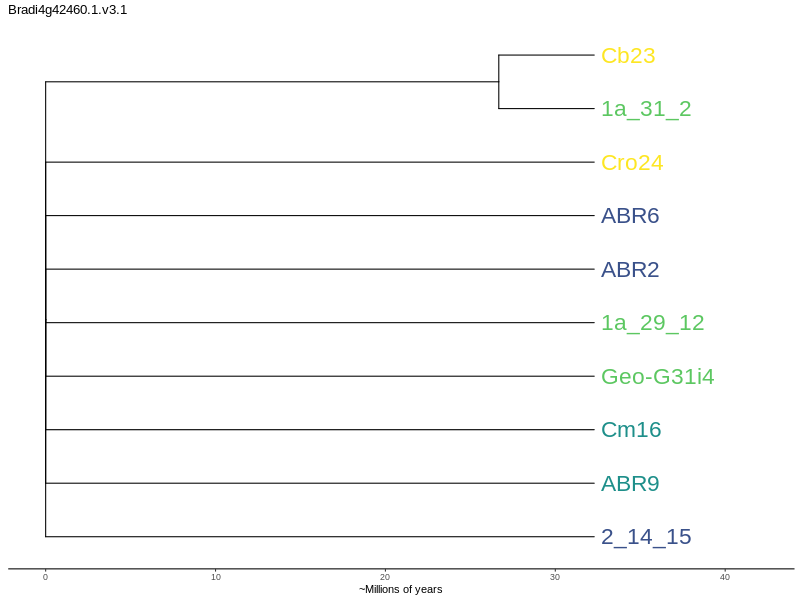 Bradi4g42460.1.v3.1
Cb23
1a_31_2
Cro24
ABR6
ABR2
1a_29_12
Geo-G31i4
Cm16
ABR9
2_14_15
0 10 20 30 40
~Millions of years